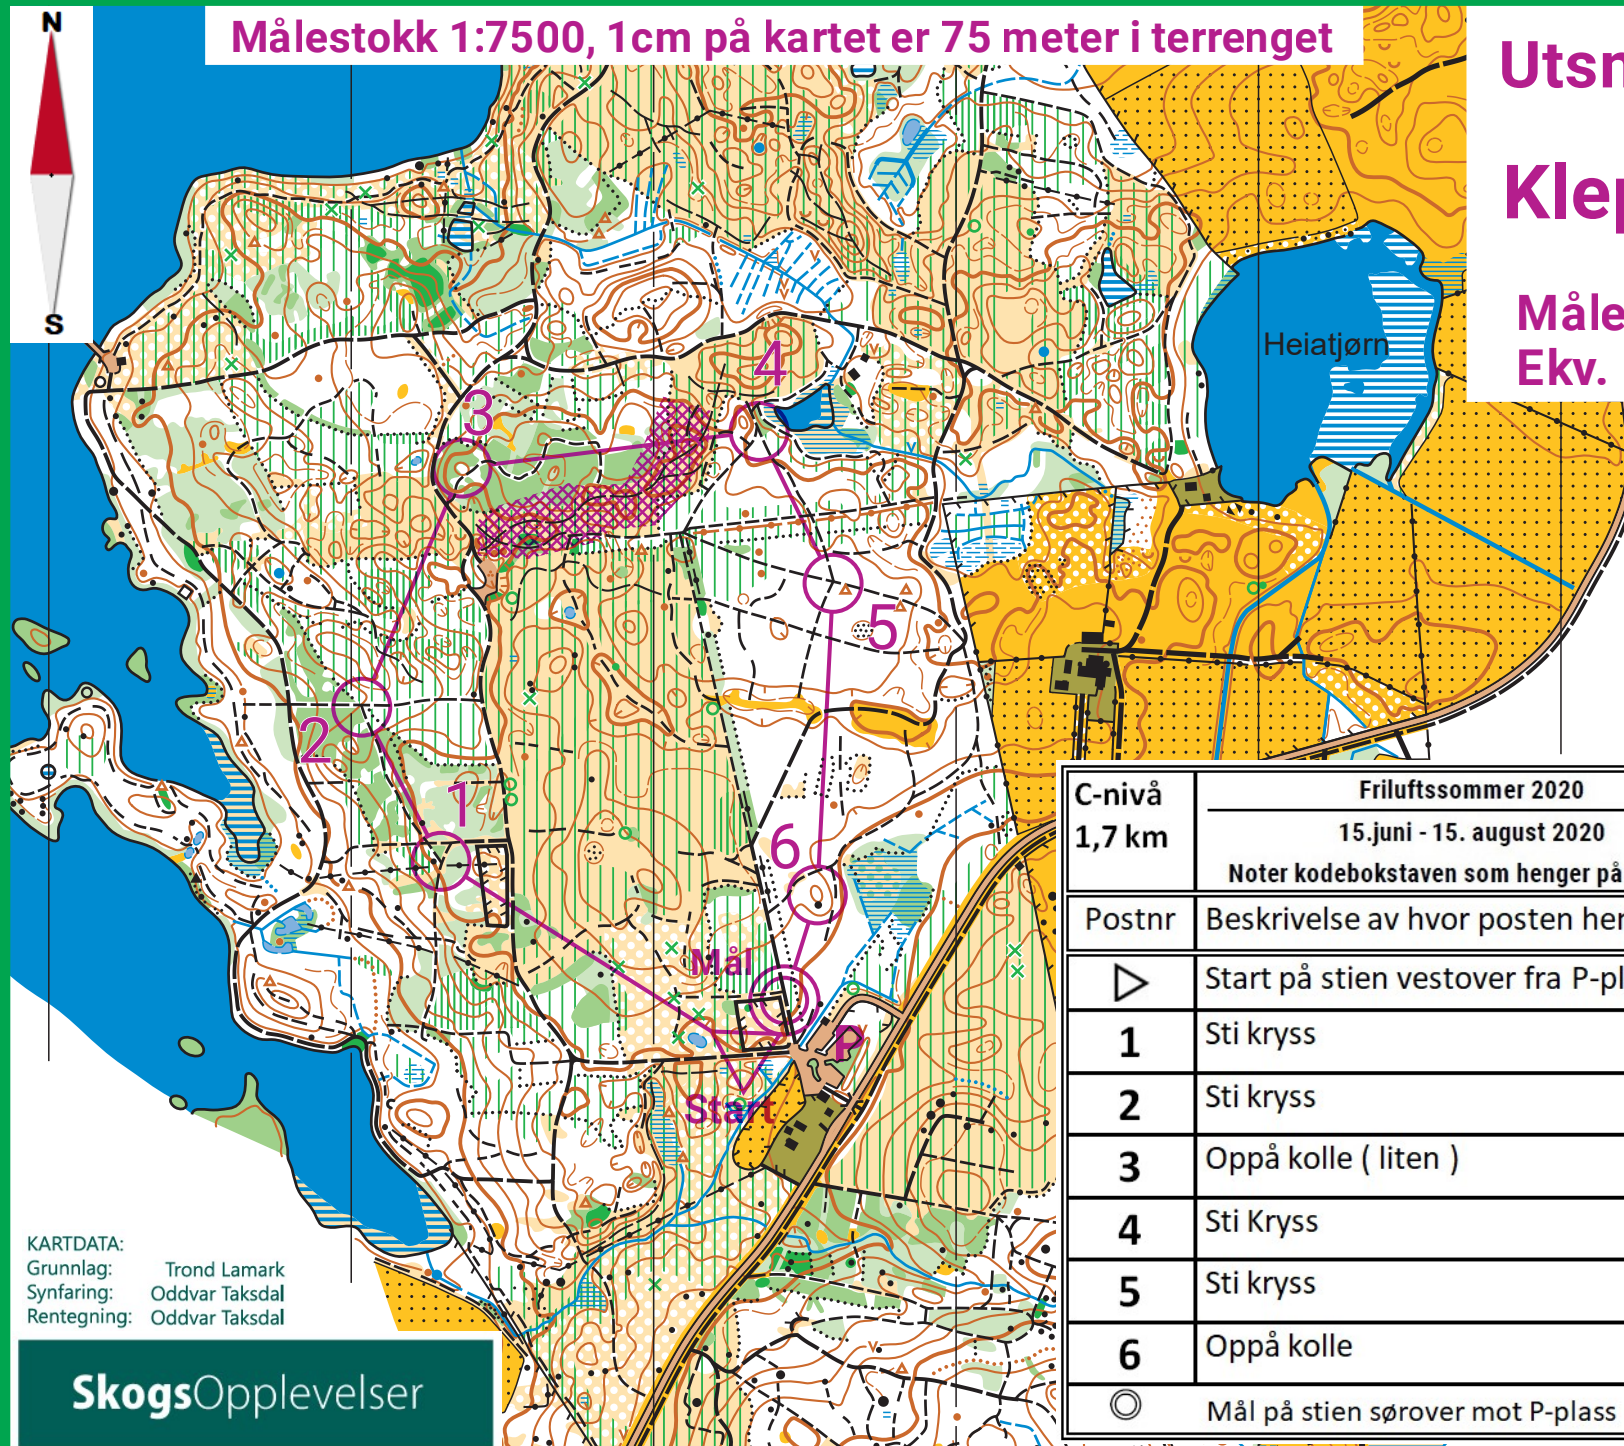 N
S
Målestokk 1:7500, 1cm på kartet er 75 meter i terrenget
Utsn
Klep
Måle
Ekv.
Heiatjørn
4
3
5
2
1
6
Mål
P
Start
C-nivå
1,7 km
Friluftssommer 2020
15.juni - 15. august 2020
Noter kodebokstaven som henger på
Postnr Beskrivelse av hvor posten hen
Start på stien vestover fra P-pl
1 Sti kryss
2 Sti kryss
3 Oppå kolle ( liten )
4 Sti Kryss
5 Sti kryss
6 Oppå kolle
Mål på stien sørover mot P-plass
KARTDATA:
Grunnlag: Trond Lamark
Synfaring: Oddvar Taksdal
Rentegning: Oddvar Taksdal
SkogsOpplevelser